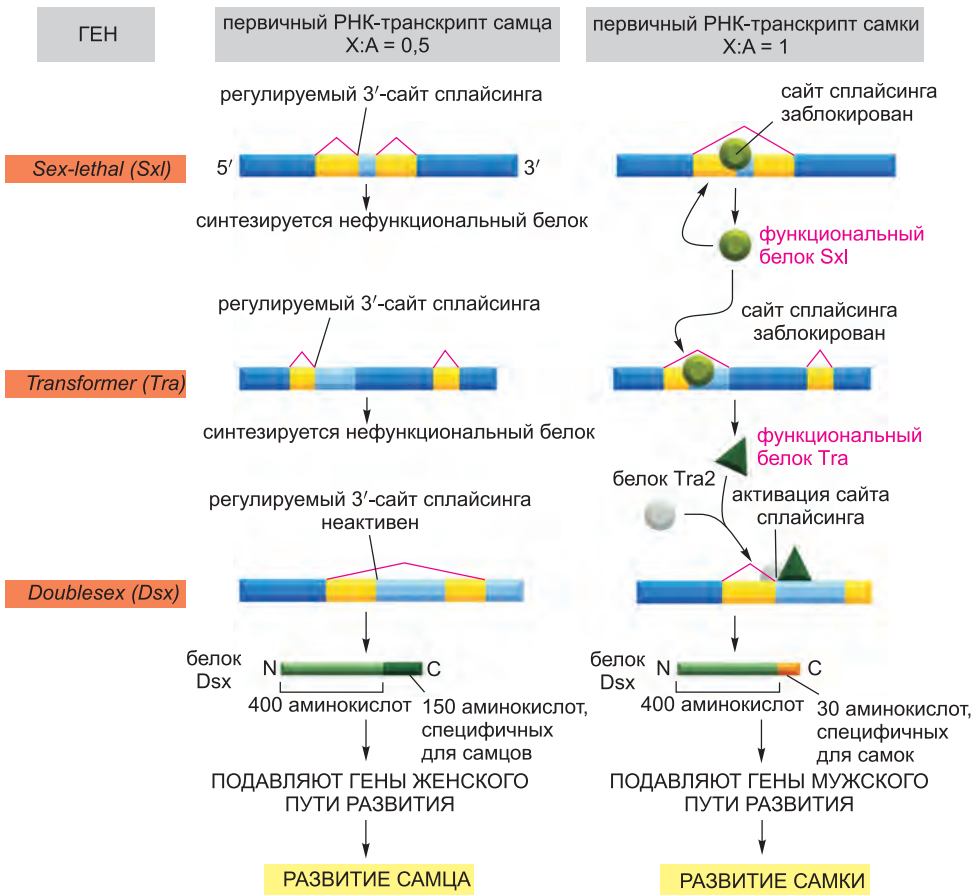 ГЕН
первичный РНК-транскрипт самца
X:A = 0,5
первичный РНК-транскрипт самки
X:A = 1
регулируемый 3′-сайт сплайсинга
сайт сплайсинга
заблокирован
Sex-lethal (Sxl)
5′
3′
синтезируется нефункциональный белок
функциональный
белок Sxl
регулируемый 3′-сайт сплайсинга
сайт сплайсинга
заблокирован
Transformer (Tra)
синтезируется нефункциональный белок
функциональный
белок Tra
белок Tra2
активация сайта
сплайсинга
регулируемый 3′-сайт сплайсинга
неактивен
Doublesex (Dsx)
белок
Dsx
N
C
400 аминокислот
150 аминокислот,
специфичных
для самцов
белок
Dsx
N
C
400 аминокислот
30 аминокислот,
специфичных
для самок
ПОДАВЛЯЮТ ГЕНЫ ЖЕНСКОГО
ПУТИ РАЗВИТИЯ
ПОДАВЛЯЮТ ГЕНЫ МУЖСКОГО
ПУТИ РАЗВИТИЯ
РАЗВИТИЕ САМЦА
РАЗВИТИЕ САМКИ